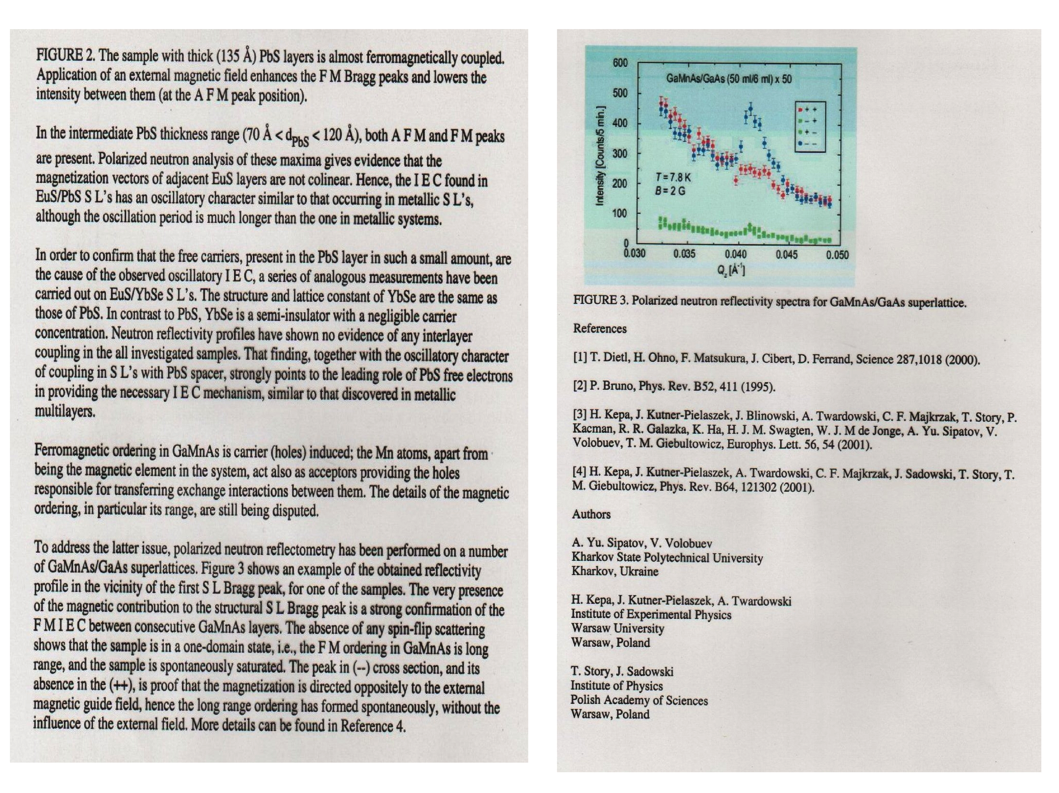 FIGURE 2. The sample with thick (135 Å) PbS layers is almost ferromagnetically coupled.
Application of an external magnetic field enhances the F M Bragg peaks and lowers the
intensity between them (at the A F M peak position).
In the intermediate PbS thickness range (70 Å < dPbS < 120 Å), both A F M and F M peaks
are present. Polarized neutron analysis of these maxima gives evidence that the
magnetization vectors of adjacent EuS layers are not colinear. Hence, the I E C found in
EuS/PbS S L's has an oscillatory character similar to that occurring in metallic S L's,
although the oscillation period is much longer than the one in metallic systems.
In order to confirm that the free carriers, present in the PbS layer in such a small amount, are
the cause of the observed oscillatory I E C, a series of analogous measurements have been
carried out on EuS/YbSe S L's. The structure and lattice constant of YbSe are the same as
those of PbS. In contrast to PbS, YbSe is a semi-insulator with a negligible carrier
concentration. Neutron reflectivity profiles have shown no evidence of any interlayer
coupling in the all investigated samples. That finding, together with the oscillatory character
of coupling in S L's with PbS spacer, strongly points to the leading role of PbS free electrons
in providing the necessary I E C mechanism, similar to that discovered in metallic
multilayers.
Ferromagnetic ordering in GaMnAs is carrier (holes) induced; the Mn atoms, apart from
being the magnetic element in the system, act also as acceptors providing the holes
responsible for transferring exchange interactions between them. The details of the magnetic
ordering, in particular its range, are still being disputed.
To address the latter issue, polarized neutron reflectometry has been performed on a number
of GaMnAs/GaAs superlattices. Figure 3 shows an example of the obtained reflectivity
profile in the vicinity of the first S L Bragg peak, for one of the samples. The very presence
of the magnetic contribution to the structural S L Bragg peak is a strong confirmation of the
F M I E C between consecutive GaMnAs layers. The absence of any spin-flip scattering
shows that the sample is in a one-domain state, i.e., the F M ordering in GaMnAs is long
range, and the sample is spontaneously saturated. The peak in (--) cross section, and its
absence in the (++), is proof that the magnetization is directed oppositely to the external
magnetic guide field, hence the long range ordering has formed spontaneously, without the
influence of the external field. More details can be found in Reference 4.
600
500
400
300
200
100
0
Intensity [Counts/5 min.]
GaMnAs/GaAs (50 ml/6 ml) x 50
+ +
+ –
– +
– –
T = 7.8 K
B = 2 G
0.030
0.035
0.040
0.045
0.050
Qz [Å-1]
FIGURE 3. Polarized neutron reflectivity spectra for GaMnAs/GaAs superlattice.
References
[1] T. Dietl, H. Ohno, F. Matsukura, J. Cibert, D. Ferrand, Science 287,1018 (2000).
[2] P. Bruno, Phys. Rev. B52, 411 (1995).
[3] H. Kepa, J. Kutner-Pielaszek, J. Blinowski, A. Twardowski, C. F. Majkrzak, T. Story, P.
Kacman, R. R. Galazka, K. Ha, H. J. M. Swagten, W. J. M de Jonge, A. Yu. Sipatov, V.
Volobuev, T. M. Giebultowicz, Europhys. Lett. 56, 54 (2001).
[4] H. Kepa, J. Kutner-Pielaszek, A. Twardowski, C. F. Majkrzak, J. Sadowski, T. Story, T.
M. Giebultowicz, Phys. Rev. B64, 121302 (2001).
Authors
A. Yu. Sipatov, V. Volobuev
Kharkov State Polytechnical University
Kharkov, Ukraine
H. Kepa, J. Kutner-Pielaszek, A. Twardowski
Institute of Experimental Physics
Warsaw University
Warsaw, Poland
T. Story, J. Sadowski
Institute of Physics
Polish Academy of Sciences
Warsaw, Poland